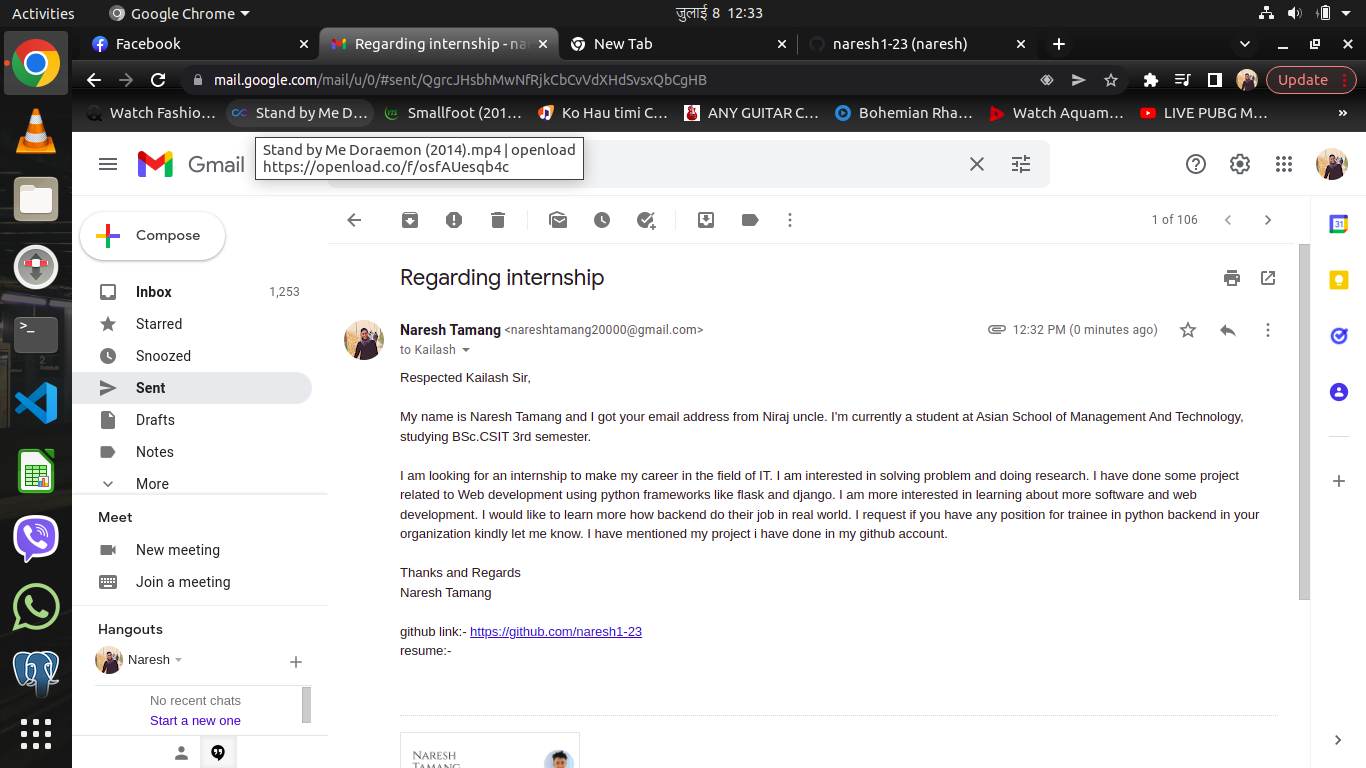 Activities
Google Chrome
जुलाई 8 12:33
Facebook
Regarding internship - nar
New Tab
naresh1-23 (naresh)
mail.google.com/mail/u/0/#sent/QgrcJHsbhMwNfRjkCbCvVdXHdSvsxQbCgHB
Update
Watch Fashio…
Stand by Me D…
Smallfoot (201…
Ko Hau timi C…
ANY GUITAR C…
Bohemian Rha…
Watch Aquam…
LIVE PUBG M…
»
Stand by Me Doraemon (2014).mp4 | openload
https://openload.co/f/osfAUesqb4c
Gmail
Compose
1 of 106
31
Regarding internship
Inbox 1,253
Starred
Snoozed
Sent
Drafts
Notes
More
Naresh Tamang <nareshtamang20000@gmail.com>
12:32 PM (0 minutes ago)
to Kailash
Respected Kailash Sir,
My name is Naresh Tamang and I got your email address from Niraj uncle. I'm currently a student at Asian School of Management And Technology,
studying BSc.CSIT 3rd semester.
I am looking for an internship to make my career in the field of IT. I am interested in solving problem and doing research. I have done some project
related to Web development using python frameworks like flask and django. I am more interested in learning about more software and web
development. I would like to learn more how backend do their job in real world. I request if you have any position for trainee in python backend in your
organization kindly let me know. I have mentioned my project i have done in my github account.
Thanks and Regards
Naresh Tamang
github link:- https://github.com/naresh1-23
resume:-
Meet
New meeting
Join a meeting
Hangouts
Naresh
No recent chats
Start a new one
NARESH
TAMANG